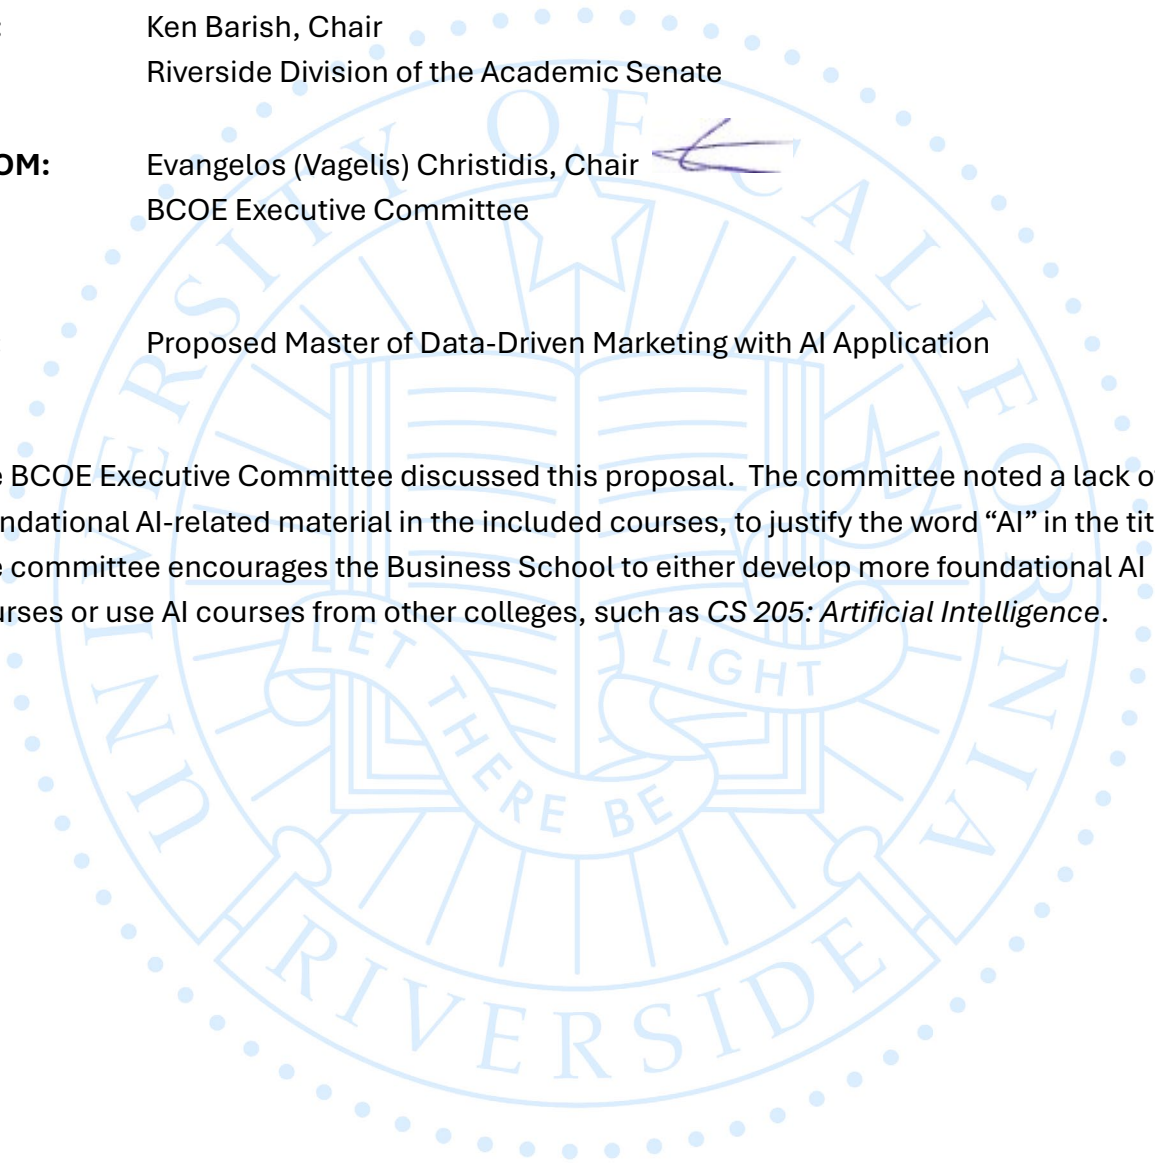 :
Ken Barish, Chair
Riverside Division of the Academic Senate
OM:
Evangelos (Vagelis) Christidis, Chair
BCOE Executive Committee
:
Proposed Master of Data-Driven Marketing with AI Application
e BCOE Executive Committee discussed this proposal.  The committee noted a lack of
ndational AI-related material in the included courses, to justify the word “AI” in the tit
e committee encourages the Business School to either develop more foundational AI
urses or use AI courses from other colleges, such as CS 205: Artificial Intelligence.
UNIVERSITY OF CALIFORNIA
LET THERE BE LIGHT
RIVERSIDE